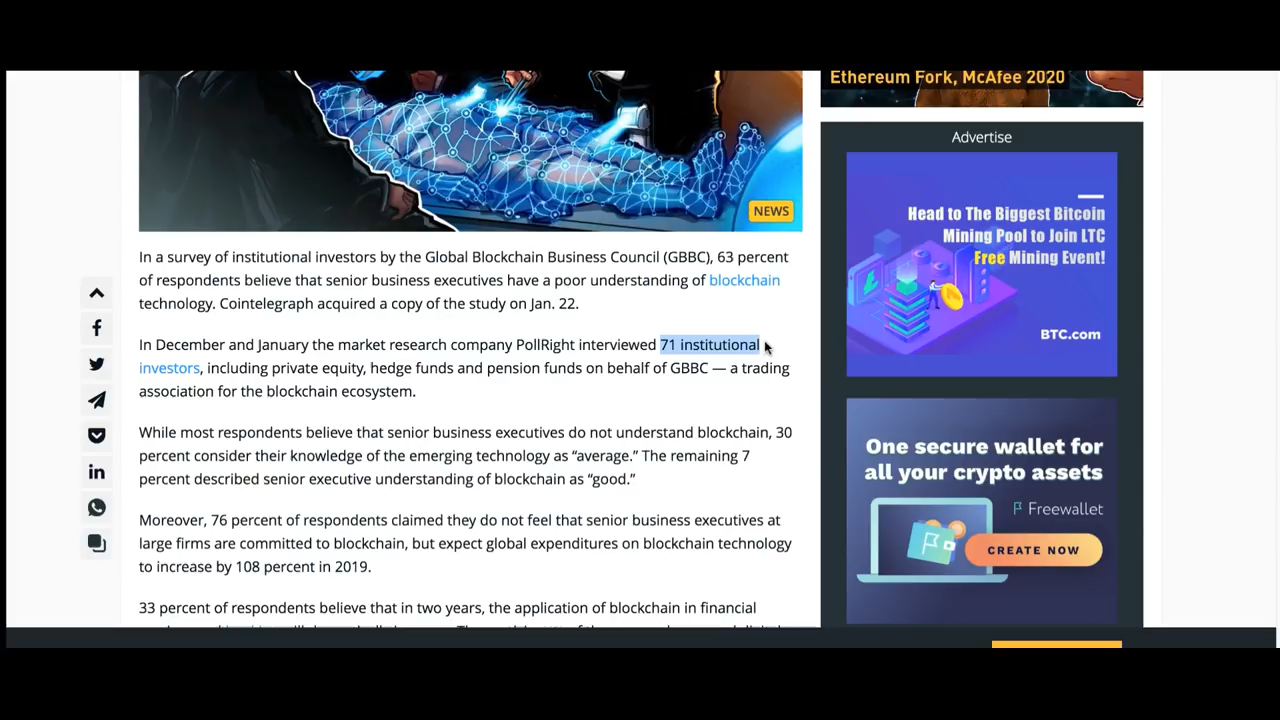 Ethereum Fork, McAfee 2020
NEWS
In a survey of institutional investors by the Global Blockchain Business Council (GBBC), 63 percent
of respondents believe that senior business executives have a poor understanding of blockchain
technology. Cointelegraph acquired a copy of the study on Jan. 22.
In December and January the market research company PollRight interviewed 71 institutional
investors, including private equity, hedge funds and pension funds on behalf of GBBC — a trading
association for the blockchain ecosystem.
While most respondents believe that senior business executives do not understand blockchain, 30
percent consider their knowledge of the emerging technology as “average.” The remaining 7
percent described senior executive understanding of blockchain as “good.”
Moreover, 76 percent of respondents claimed they do not feel that senior business executives at
large firms are committed to blockchain, but expect global expenditures on blockchain technology
to increase by 108 percent in 2019.
33 percent of respondents believe that in two years, the application of blockchain in financial
Advertise
Head to The Biggest Bitcoin
Mining Pool to Join LTC
Free Mining Event!
BTC.com
One secure wallet for
all your crypto assets
Freewallet
CREATE NOW